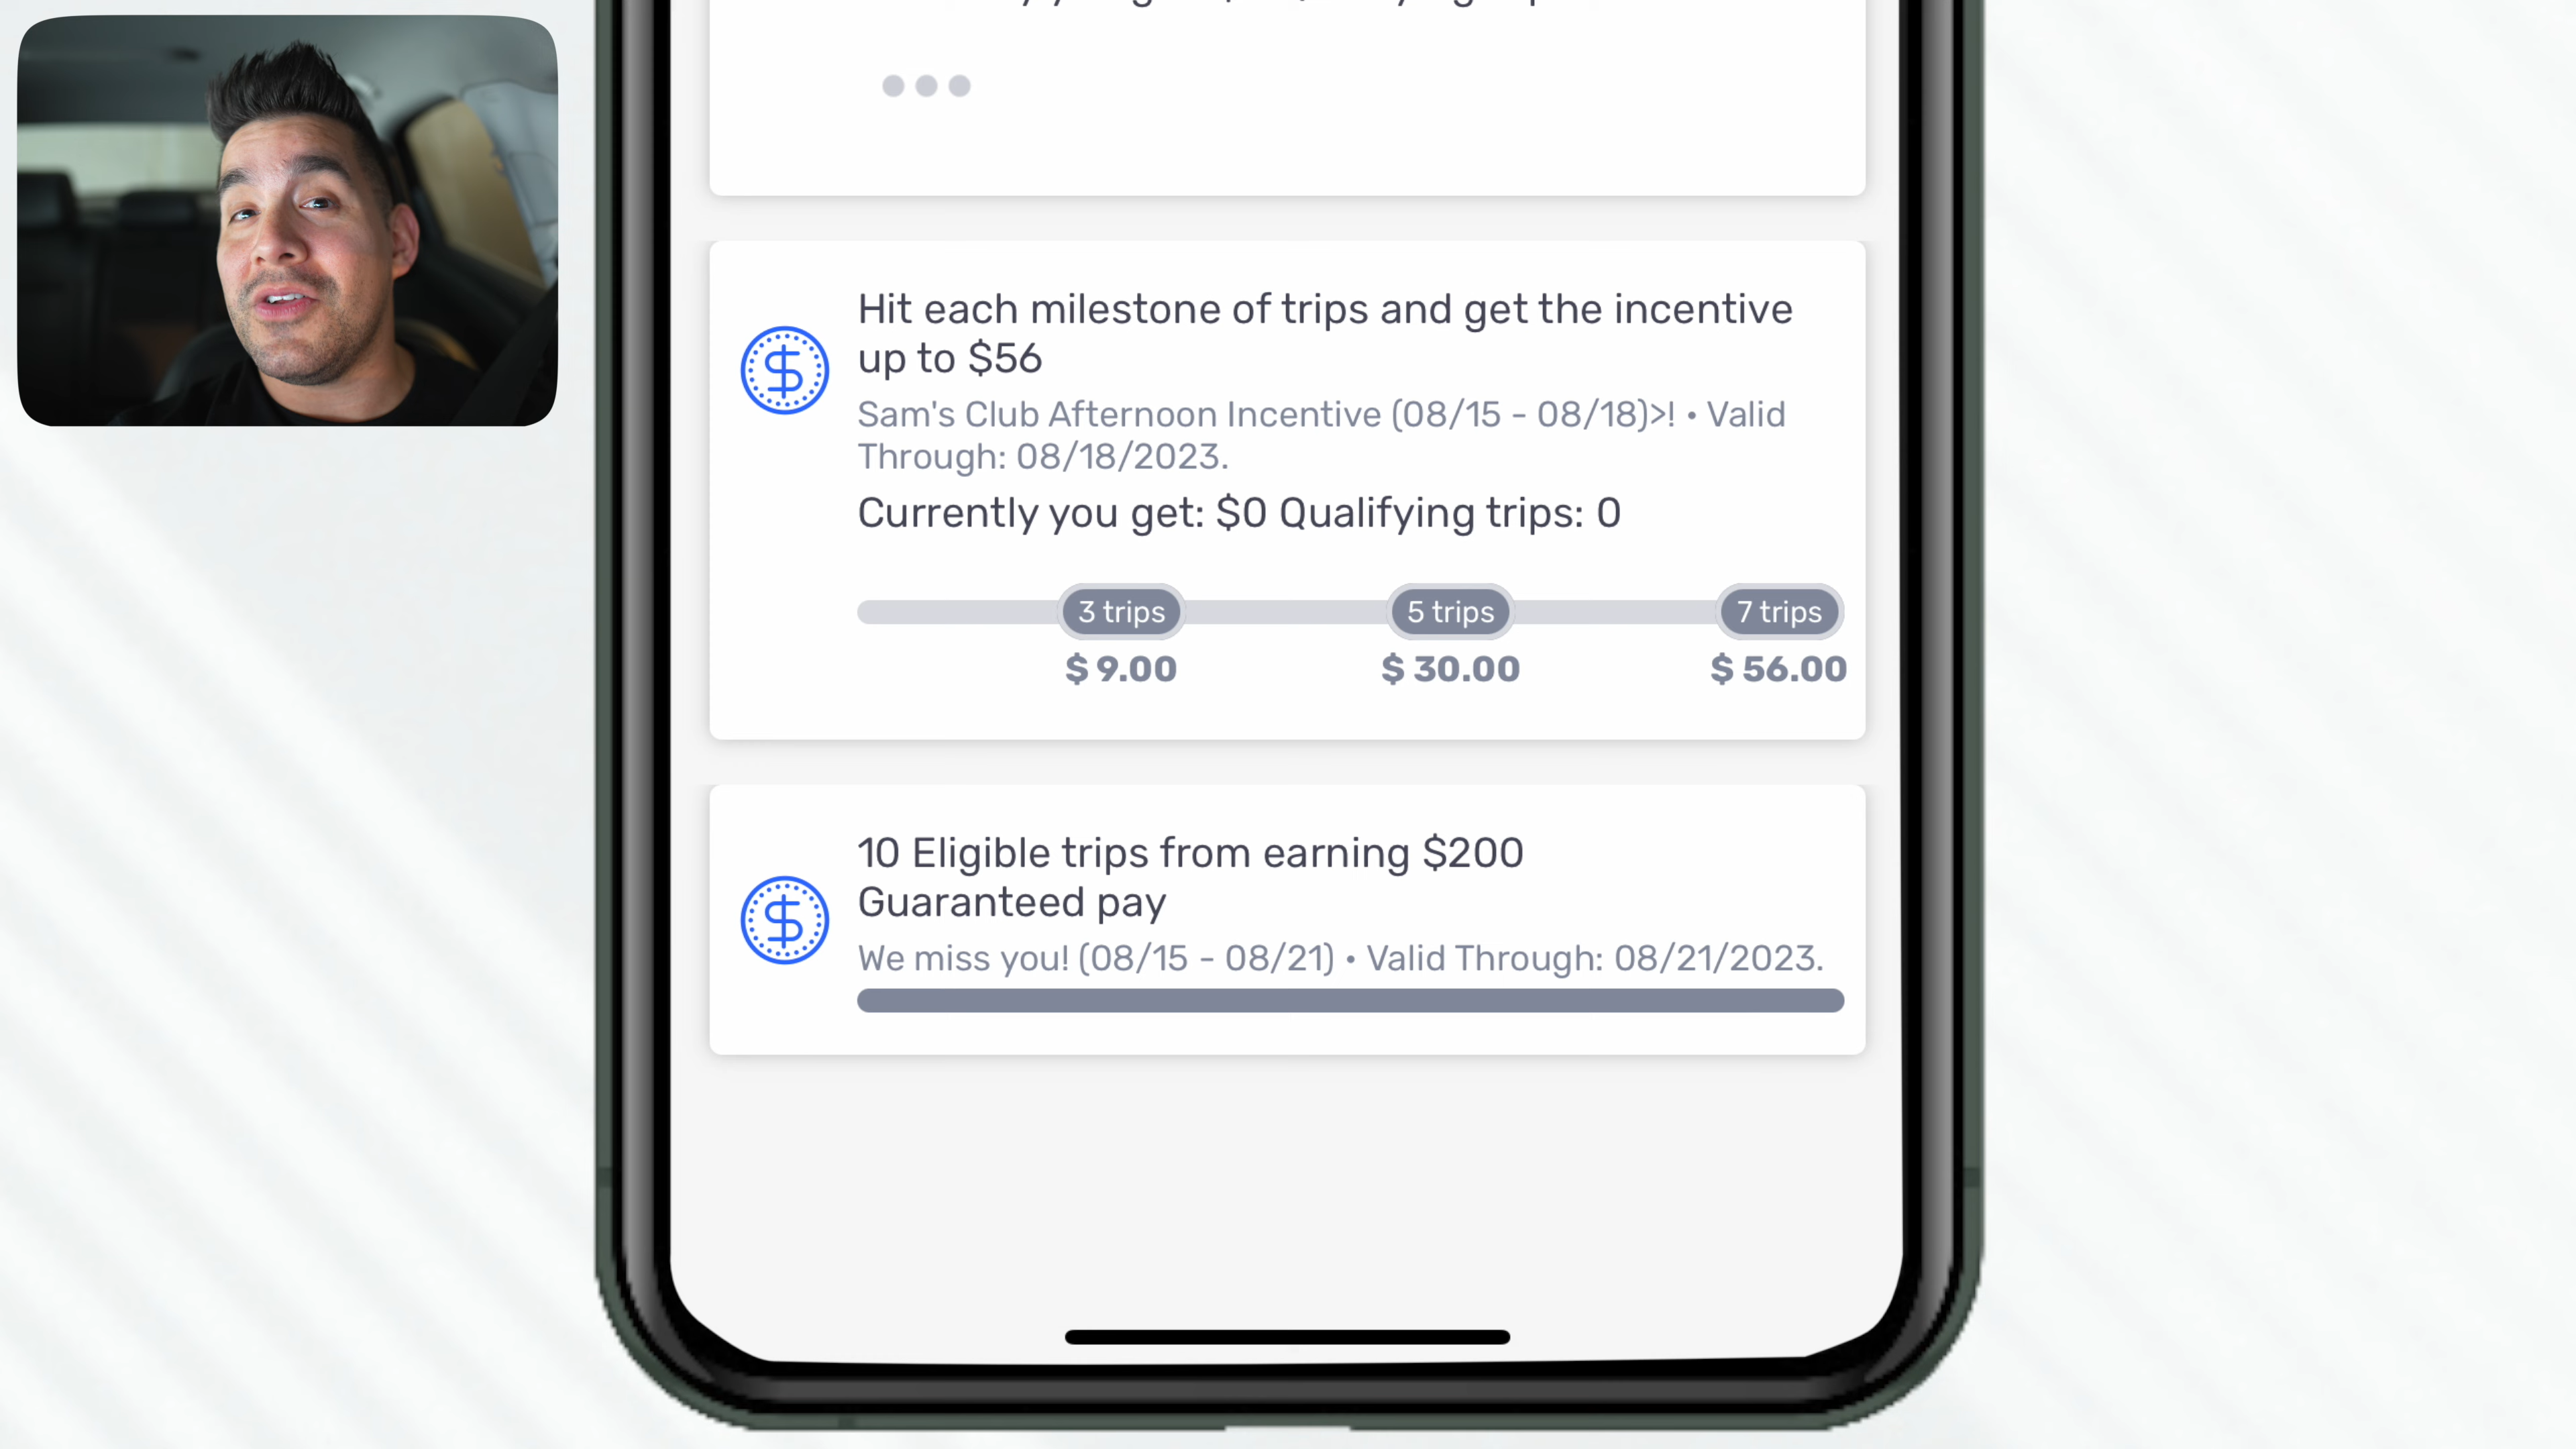 Hit each milestone of trips and get the incentive
up to $56
Sam's Club Afternoon Incentive (08/15 - 08/18)>! • Valid
Through: 08/18/2023.
Currently you get: $0 Qualifying trips: 0
3 trips
5 trips
7 trips
$ 9.00
$ 30.00
$ 56.00
10 Eligible trips from earning $200
Guaranteed pay
We miss you! (08/15 - 08/21) • Valid Through: 08/21/2023.